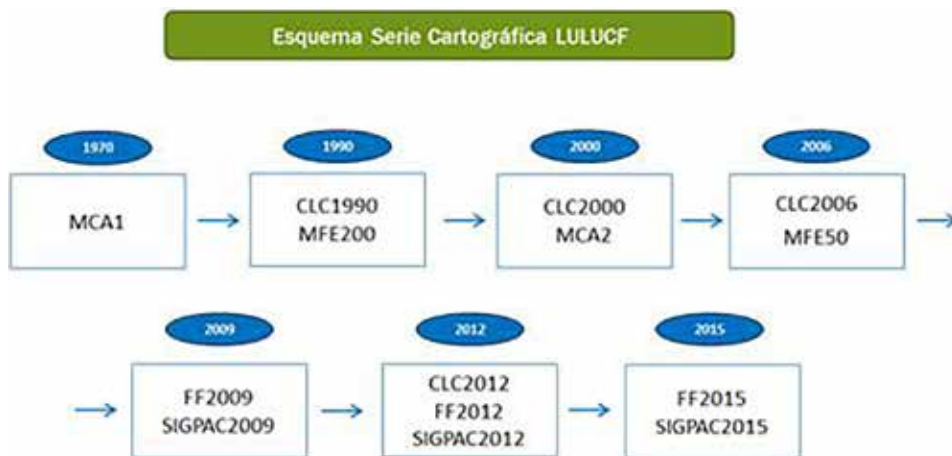 Esquema Serie Cartográfica LULUCF
1970
MCA1
1990
CLC1990
MFE200
2000
CLC2000
MCA2
2006
CLC2006
MFE50
2009
FF2009
SIGPAC2009
2012
CLC2012
FF2012
SIGPAC2012
2015
FF2015
SIGPAC2015